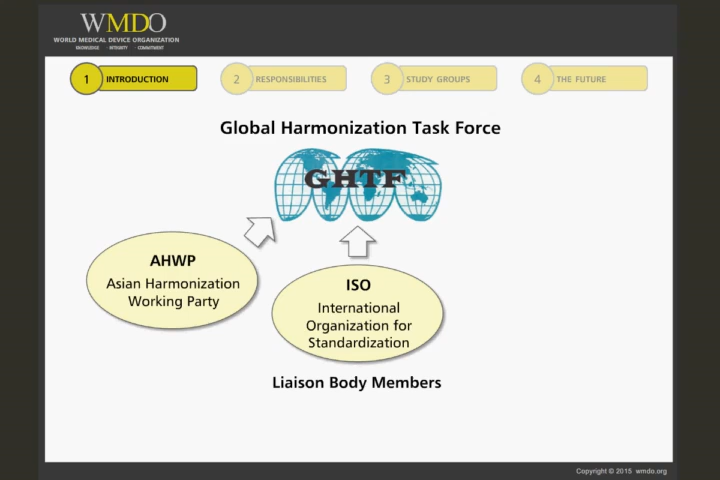 WMDO
WORLD MEDICAL DEVICE ORGANIZATION
KNOWLEDGE · INTEGRITY · COMMITMENT
1 INTRODUCTION
2 RESPONSIBILITIES
3 STUDY GROUPS
4 THE FUTURE
Global Harmonization Task Force
GHTF
AHWP
Asian Harmonization
Working Party
ISO
International
Organization for
Standardization
Liaison Body Members
Copyright © 2015 wmdo.org